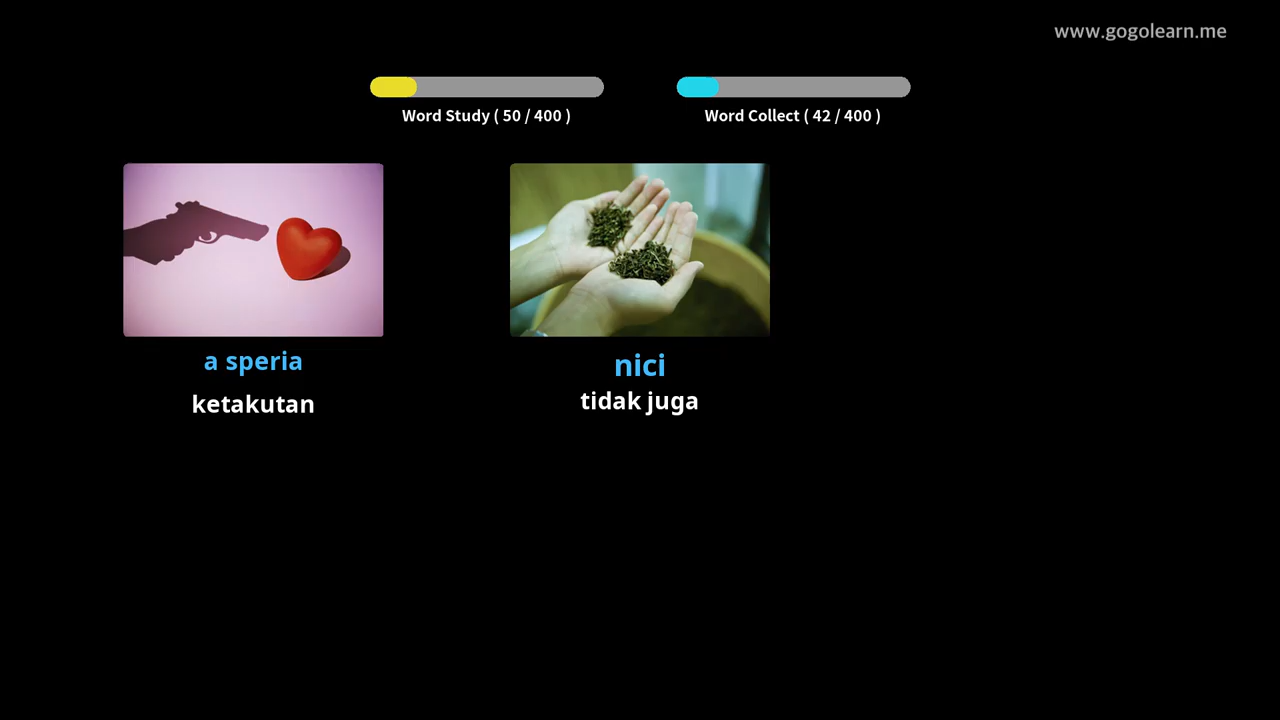 www.gogolearn.me
Word Study ( 50 / 400 )
Word Collect ( 42 / 400 )
a speria
ketakutan
nici
tidak juga